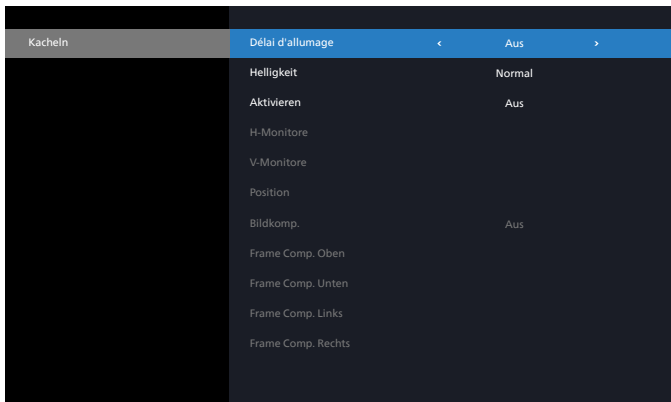 Kacheln
Délai d'allumage ‹ Aus ›
Helligkeit Normal
Aktivieren Aus
H-Monitore
V-Monitore
Position
Bildkomp. Aus
Frame Comp. Oben
Frame Comp. Unten
Frame Comp. Links
Frame Comp. Rechts